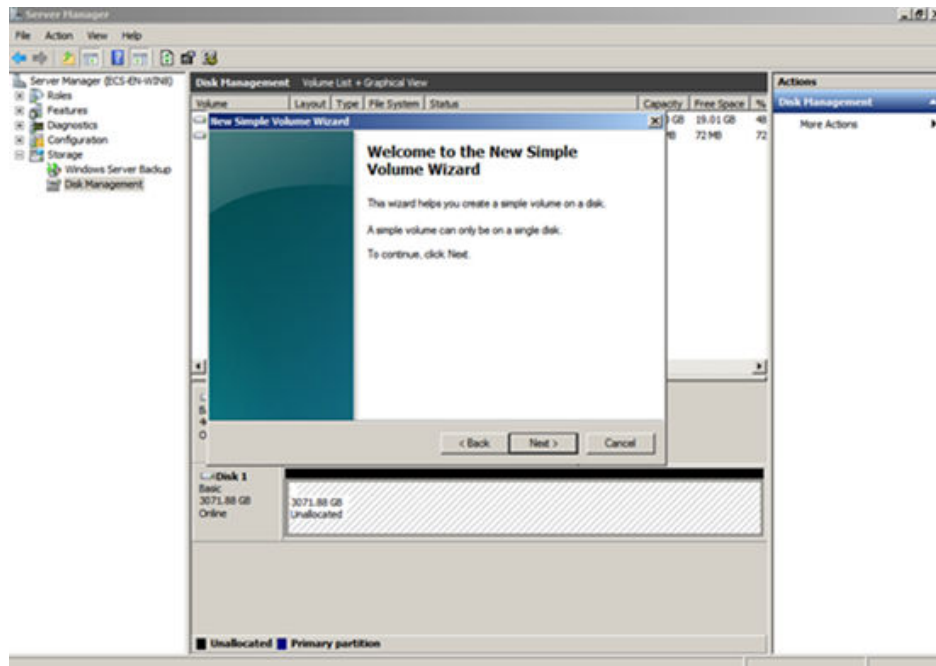 Server Manager
File Action View Help
Server Manager (ECS-EN-WIN8)
Roles
Features
Diagnostics
Configuration
Storage
Windows Server Backup
Disk Management
Disk Management Volume List + Graphical View
Volume Layout Type File System Status Capacity Free Space %
GB 19.01 GB 48
MB 72 MB 72
New Simple Volume Wizard
Welcome to the New Simple
Volume Wizard
This wizard helps you create a simple volume on a disk.
A simple volume can only be on a single disk.
To continue, click Next.
< Back Next > Cancel
Disk 1
Basic
3071.88 GB
Online
3071.88 GB
Unallocated
Unallocated Primary partition
Actions
Disk Management
More Actions